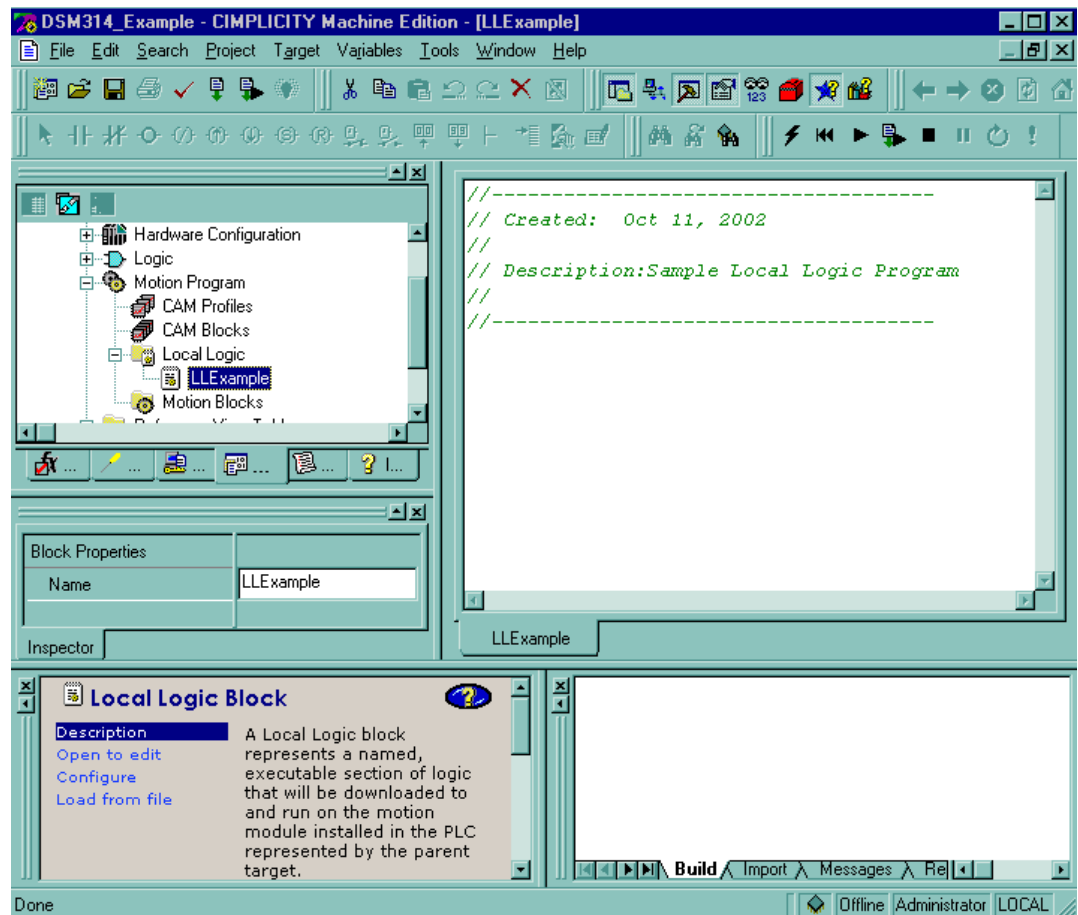 DSM314_Example - CIMPLICITY Machine Edition - [LLExample]
File Edit Search Project Target Variables Tools Window Help
123
Hardware Configuration
Logic
Motion Program
CAM Profiles
CAM Blocks
Local Logic
LLExample
Motion Blocks
... ... ... ... ... I...
Block Properties
Name LLExample
Inspector
//-------------------------------------
// Created: Oct 11, 2002
//
// Description:Sample Local Logic Program
//
//-------------------------------------
LLExample
Local Logic Block
Description
Open to edit
Configure
Load from file
A Local Logic block
represents a named,
executable section of logic
that will be downloaded to
and run on the motion
module installed in the PLC
represented by the parent
target.
Build Import Messages Re
Done Offline Administrator LOCAL